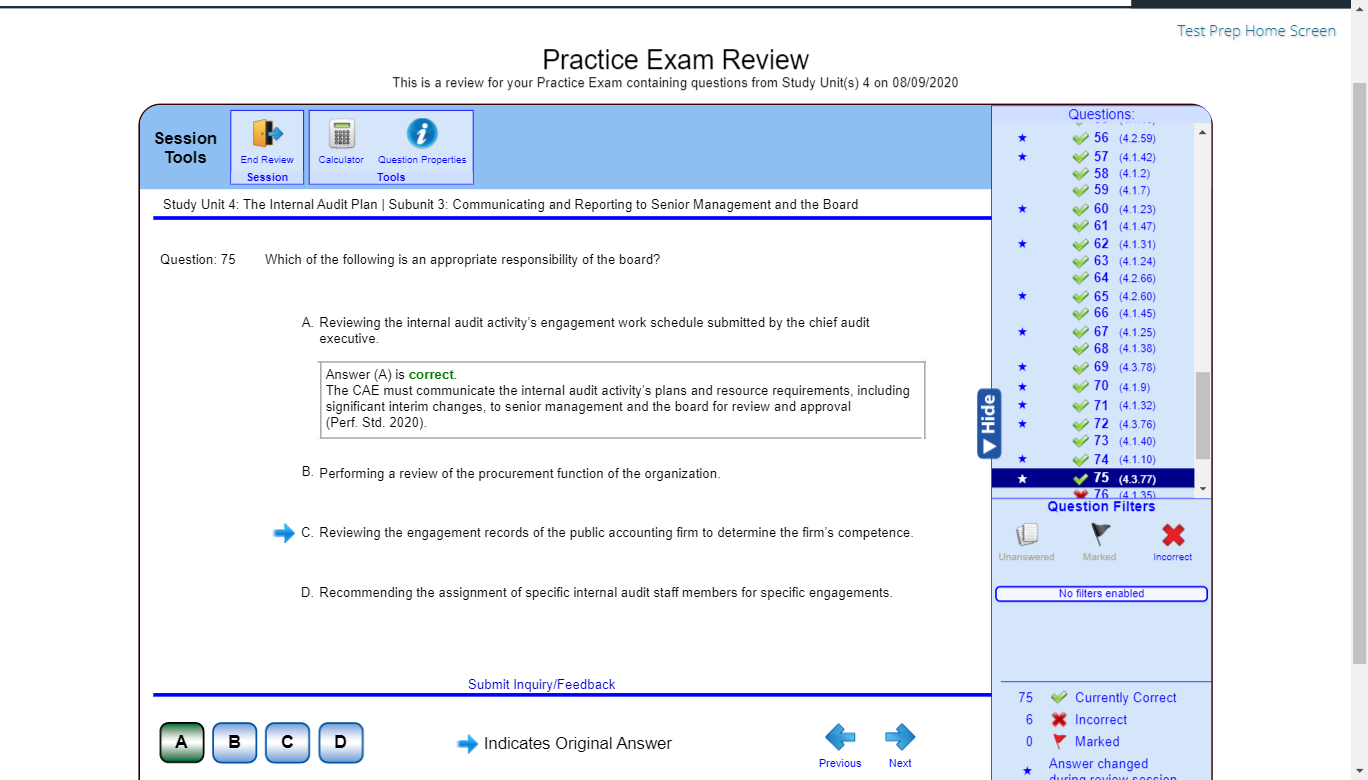 Test Prep Home Screen
Practice Exam Review
This is a review for your Practice Exam containing questions from Study Unit(s) 4 on 08/09/2020
Session
Tools
End Review
Session
Calculator
Question Properties
Tools
Study Unit 4: The Internal Audit Plan | Subunit 3: Communicating and Reporting to Senior Management and the Board
Question: 75 Which of the following is an appropriate responsibility of the board?
A. Reviewing the internal audit activity's engagement work schedule submitted by the chief audit
executive.
Answer (A) is correct.
The CAE must communicate the internal audit activity's plans and resource requirements, including
significant interim changes, to senior management and the board for review and approval
(Perf. Std. 2020).
B. Performing a review of the procurement function of the organization.
C. Reviewing the engagement records of the public accounting firm to determine the firm's competence.
D. Recommending the assignment of specific internal audit staff members for specific engagements.
Submit Inquiry/Feedback
A B C D
Indicates Original Answer
Previous
Next
Hide
Questions:
56 (4.2.59)
57 (4.1.42)
58 (4.1.2)
59 (4.1.7)
60 (4.1.23)
61 (4.1.47)
62 (4.1.31)
63 (4.1.24)
64 (4.2.66)
65 (4.2.60)
66 (4.1.45)
67 (4.1.25)
68 (4.1.38)
69 (4.3.78)
70 (4.1.9)
71 (4.1.32)
72 (4.3.76)
73 (4.1.40)
74 (4.1.10)
75 (4.3.77)
76 (4.1.35)
Question Filters
Unanswered
Marked
Incorrect
No filters enabled
75 Currently Correct
6 Incorrect
0 Marked
Answer changed
during review session